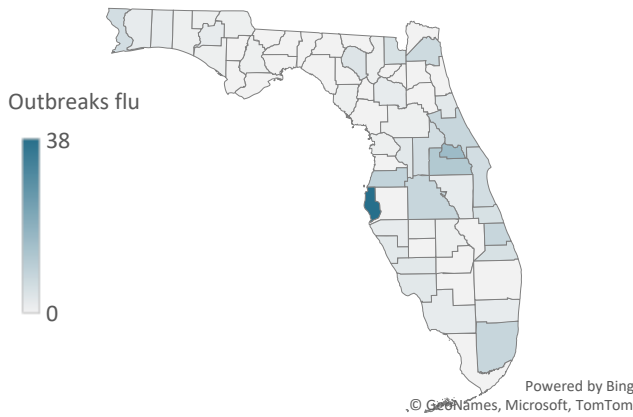 Outbreaks flu
38
0
Powered by Bing
© GeoNames, Microsoft, TomTom